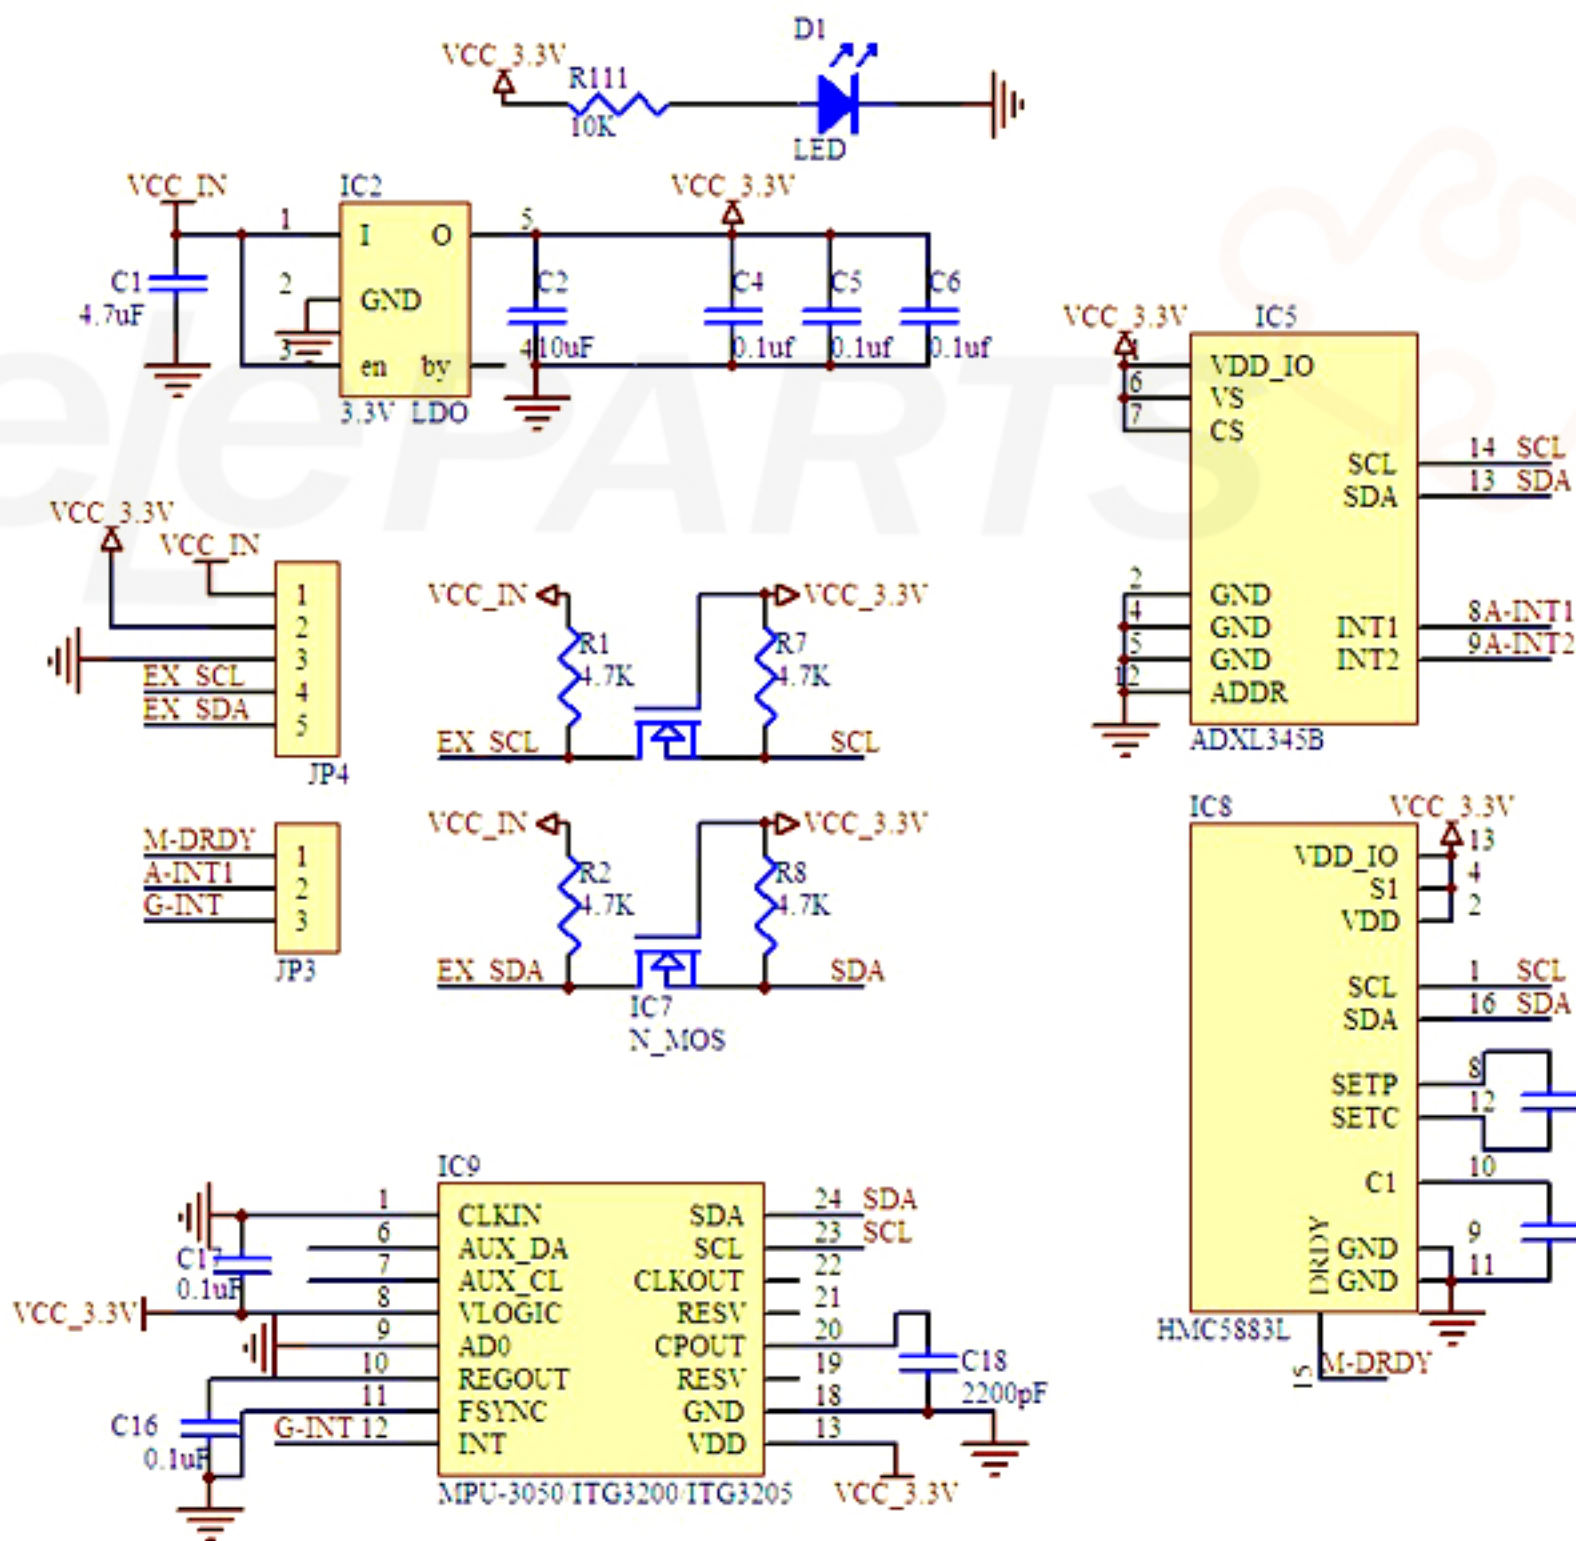 D1
VCC_3.3V
R111
10K
LED
VCC_IN
IC2
VCC_3.3V
1
I
O
5
C1
4.7uF
2
GND
C2
10uF
C4
0.1uf
C5
0.1uf
C6
0.1uf
3
en
by
4
3.3V LDO
elePARTS
VCC_3.3V
IC5
1
VDD_IO
6
VS
7
CS
SCL
14
SCL
SDA
13
SDA
2
GND
4
GND
INT1
8
A-INT1
5
GND
INT2
9
A-INT2
12
ADDR
ADXL345B
VCC_3.3V
VCC_IN
1
2
3
EX_SCL
4
EX_SDA
5
JP4
VCC_IN
VCC_3.3V
R1
4.7K
R7
4.7K
EX_SCL
SCL
M-DRDY
1
A-INT1
2
G-INT
3
JP3
VCC_IN
VCC_3.3V
R2
4.7K
R8
4.7K
EX_SDA
SDA
IC7
N_MOS
IC8
VCC_3.3V
VDD_IO
13
S1
4
VDD
2
SCL
1
SCL
SDA
16
SDA
SETP
8
SETC
12
C1
10
DRDY
GND
9
GND
11
HMC5883L
15
M-DRDY
IC9
1
CLKIN
SDA
24
SDA
6
AUX_DA
SCL
23
SCL
C17
0.1uF
7
AUX_CL
CLKOUT
22
VCC_3.3V
8
VLOGIC
RESV
21
9
AD0
CPOUT
20
10
REGOUT
RESV
19
C18
2200pF
11
FSYNC
GND
18
C16
0.1uF
G-INT
12
INT
VDD
13
MPU-3050/ITG3200/ITG3205
VCC_3.3V